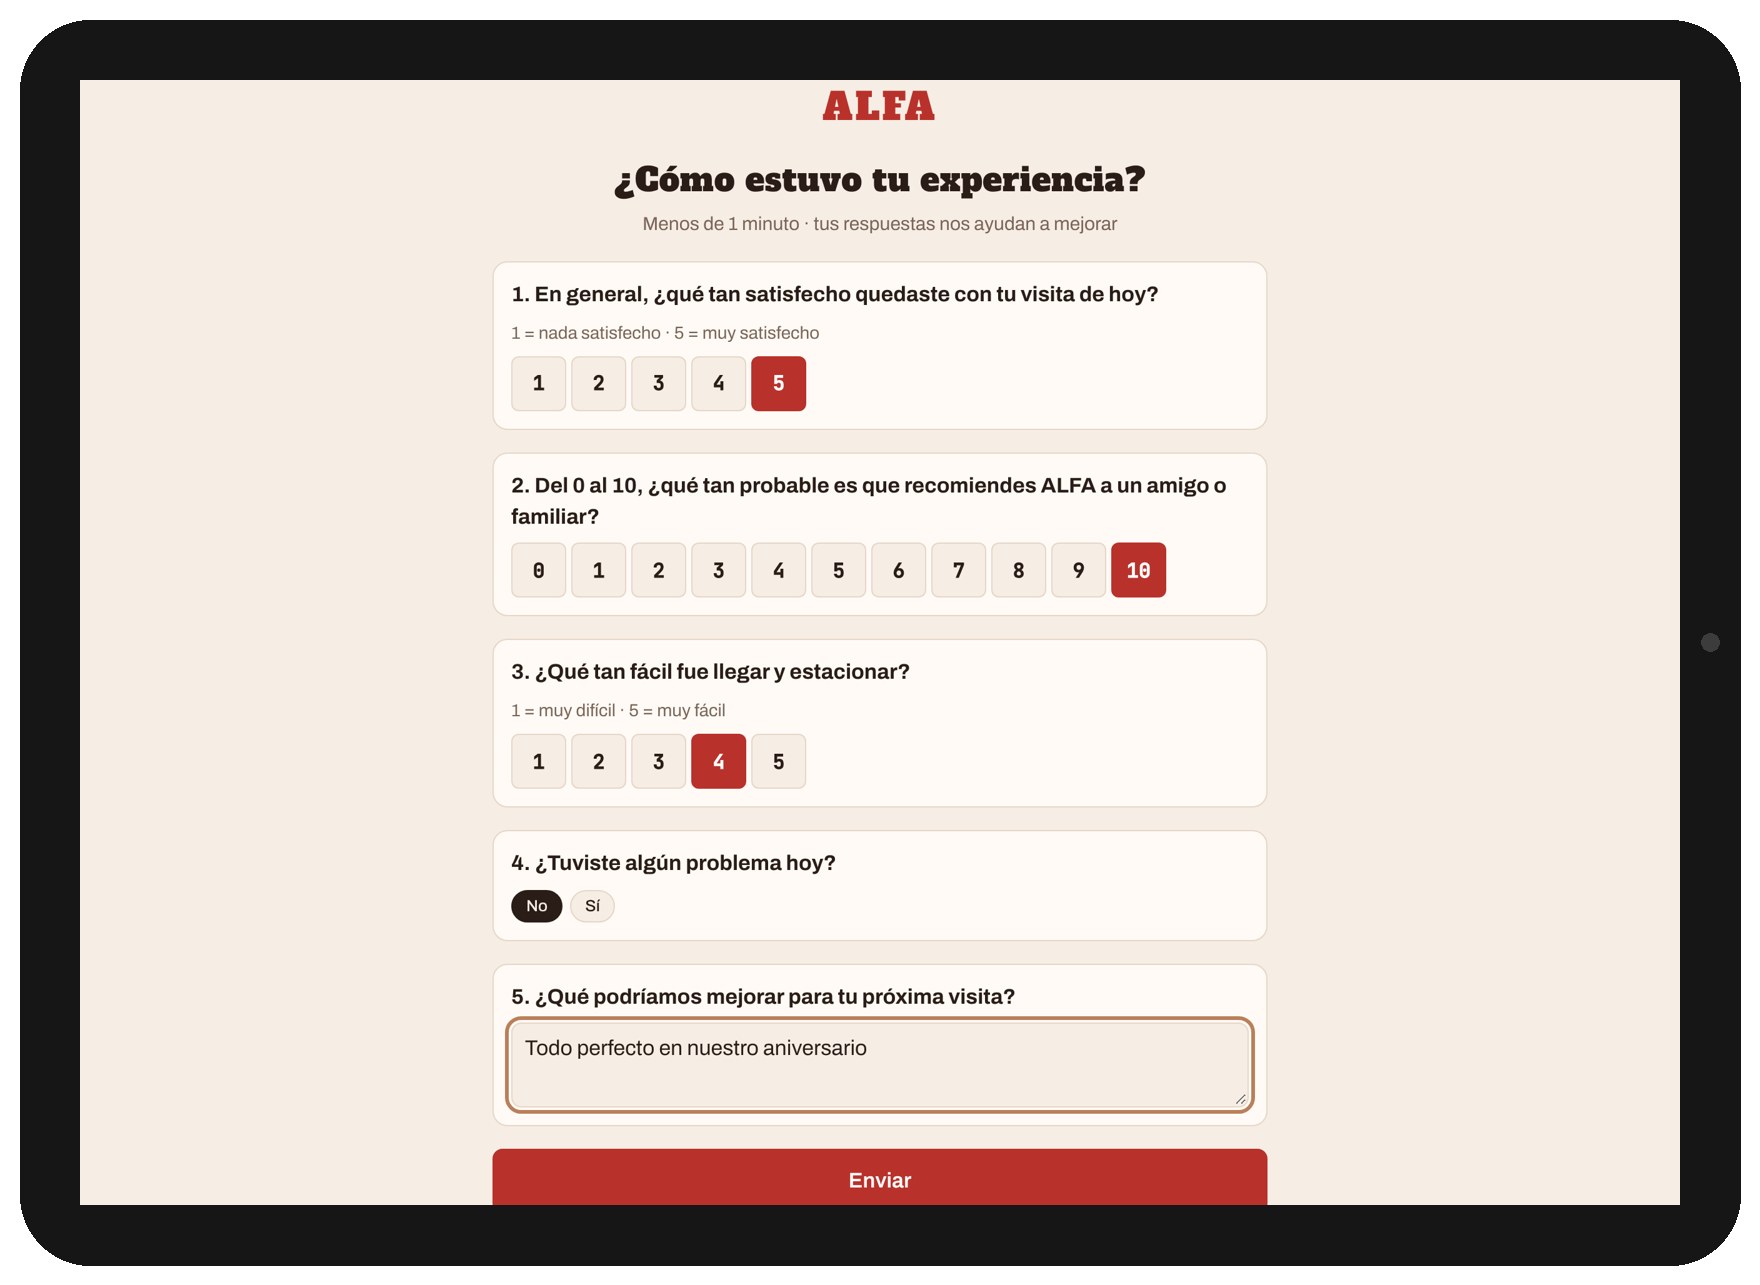 ALFA
¿Cómo estuvo tu experiencia?
Menos de 1 minuto · tus respuestas nos ayudan a mejorar
1. En general, ¿qué tan satisfecho quedaste con tu visita de hoy?
1 = nada satisfecho · 5 = muy satisfecho
1 2 3 4 5
2. Del 0 al 10, ¿qué tan probable es que recomiendes ALFA a un amigo o
familiar?
0 1 2 3 4 5 6 7 8 9 10
3. ¿Qué tan fácil fue llegar y estacionar?
1 = muy difícil · 5 = muy fácil
1 2 3 4 5
4. ¿Tuviste algún problema hoy?
No Sí
5. ¿Qué podríamos mejorar para tu próxima visita?
Todo perfecto en nuestro aniversario
Enviar